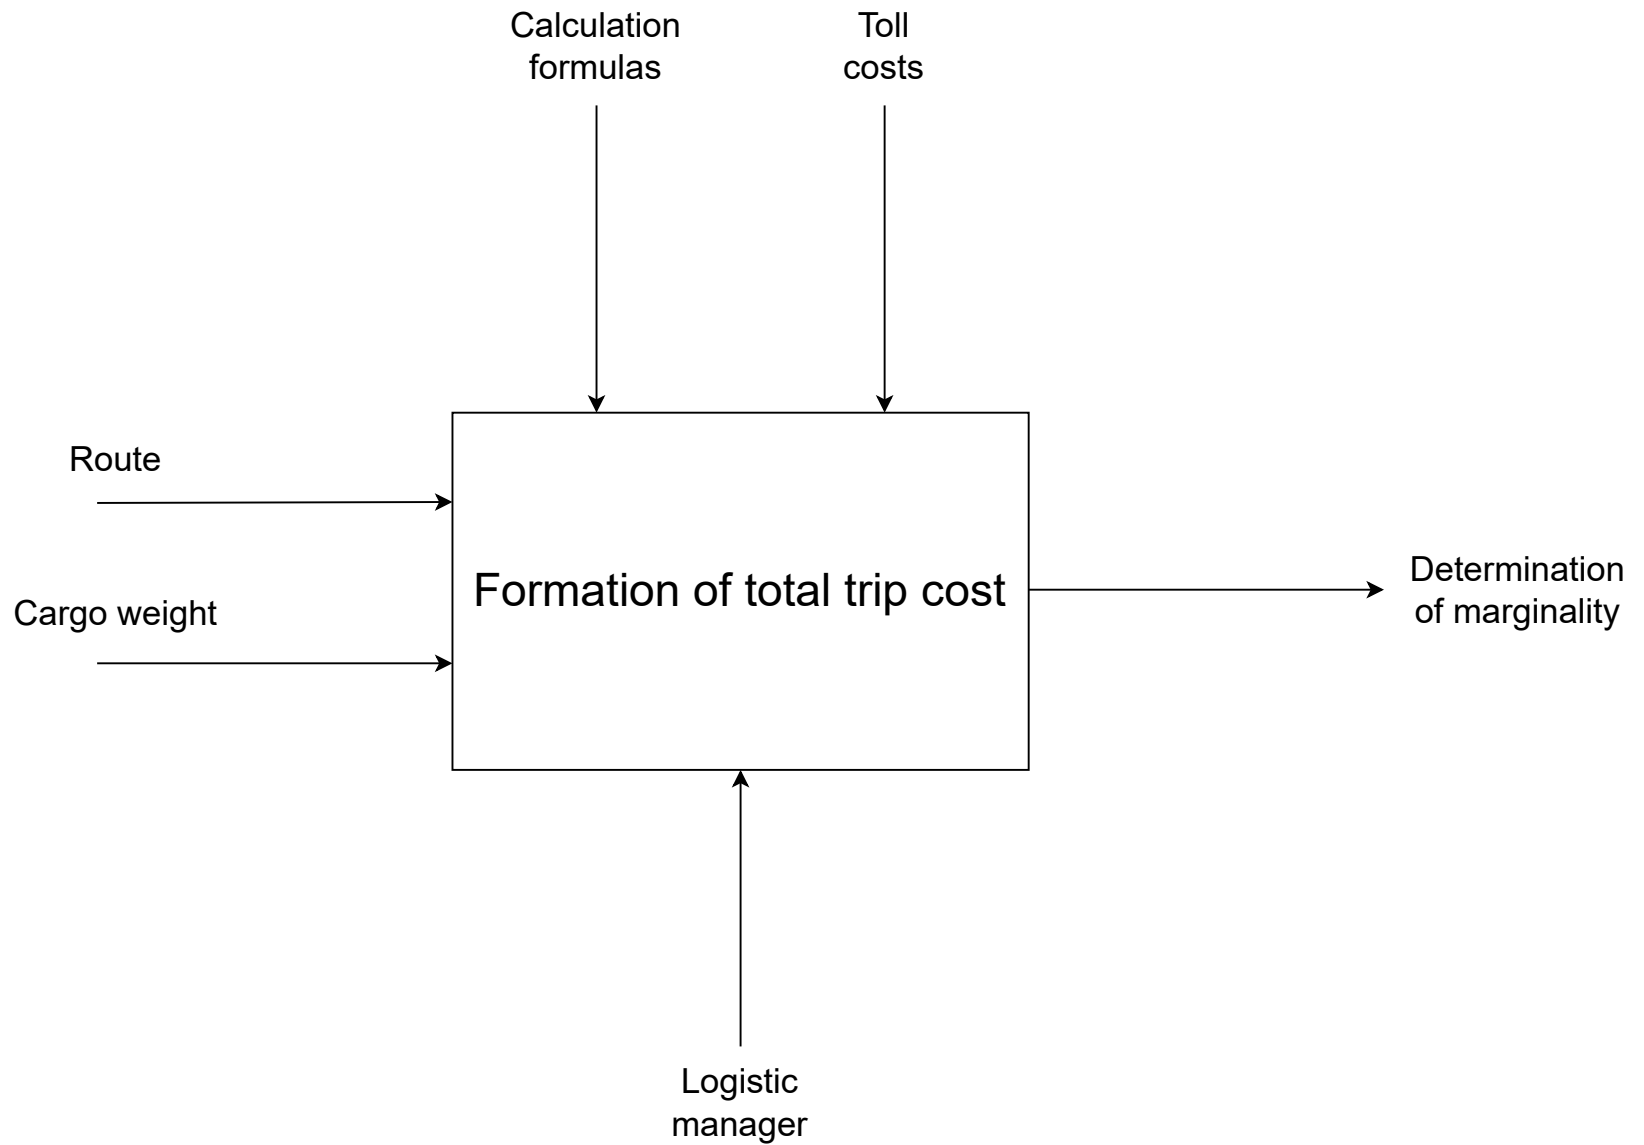 Calculation
formulas
Toll
costs
Route
Cargo weight
Formation of total trip cost
Determination
of marginality
Logistic
manager